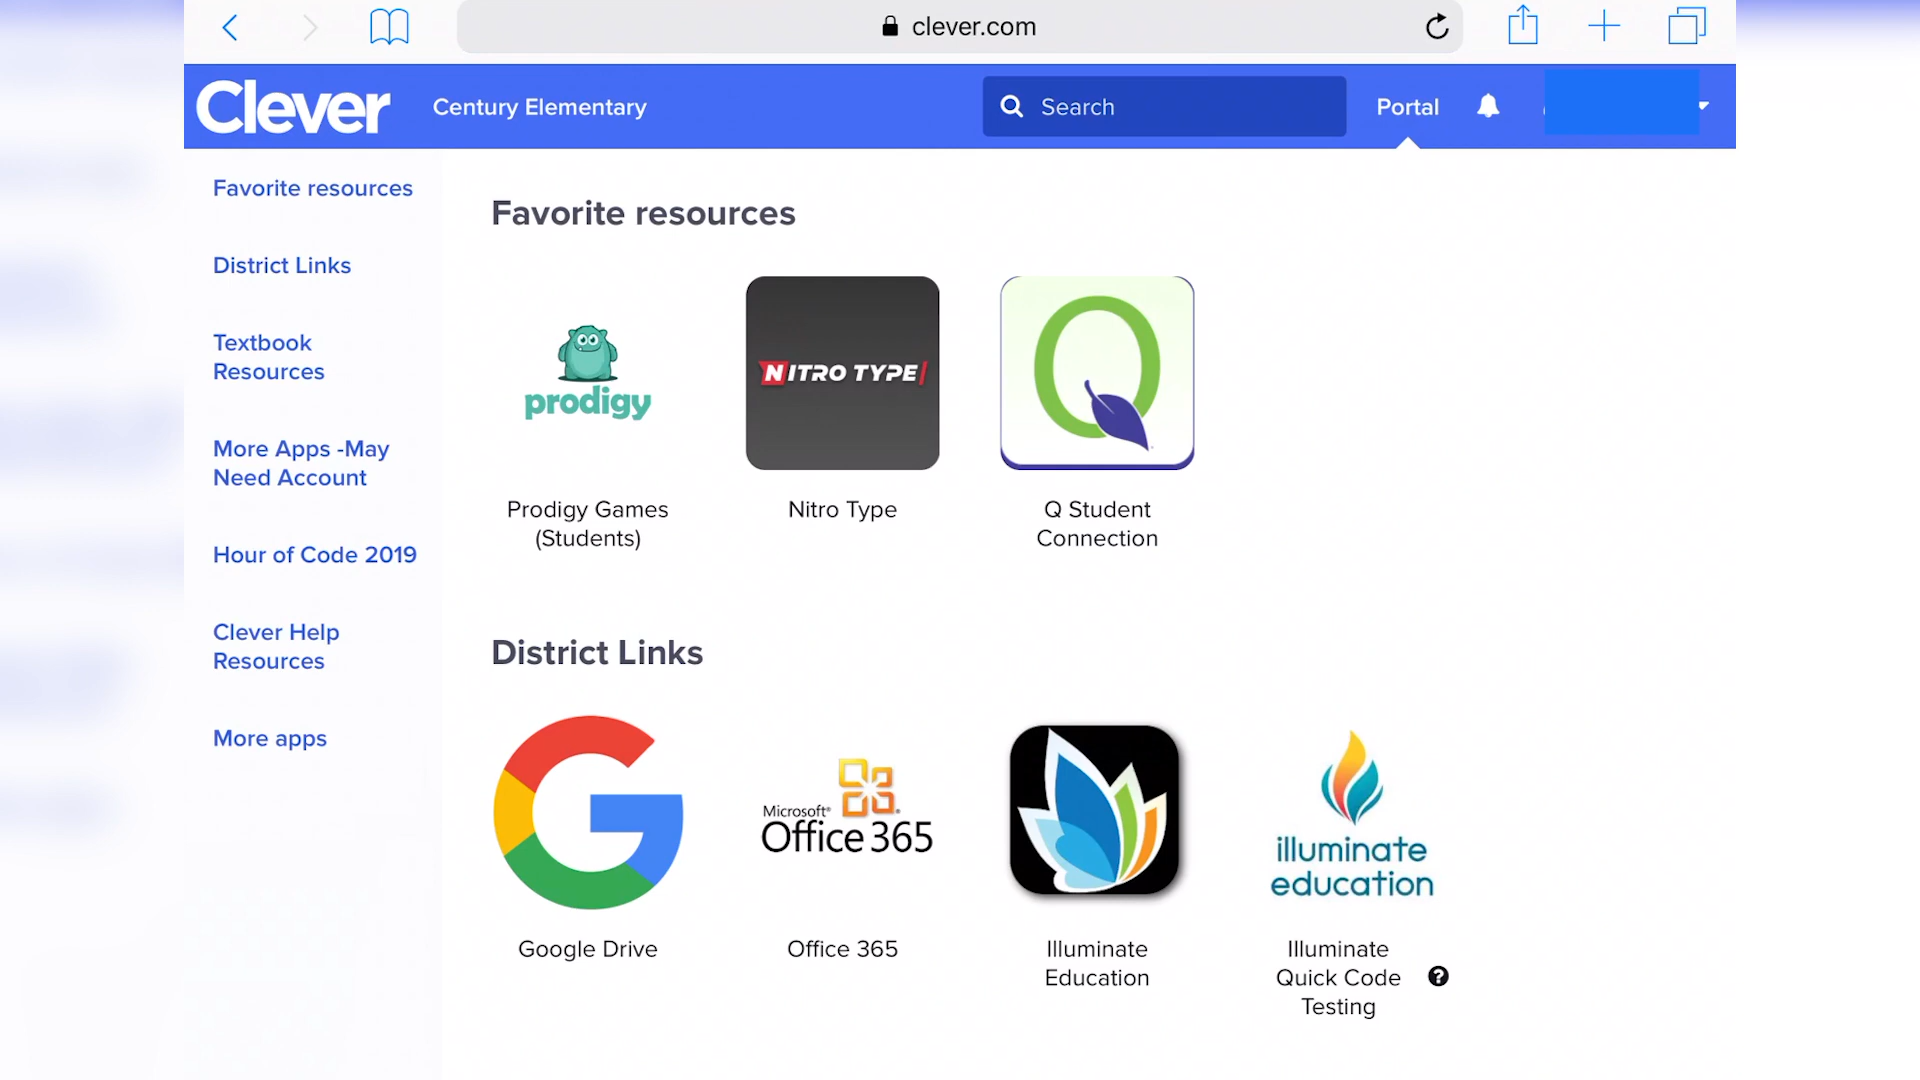 clever.com
Clever
Century Elementary
Search
Portal
Favorite resources
District Links
Textbook
Resources
More Apps -May
Need Account
Hour of Code 2019
Clever Help
Resources
More apps
Favorite resources
prodigy
NITRO TYPE
Prodigy Games
(Students)
Nitro Type
Q Student
Connection
District Links
Microsoft®
Office 365
illuminate
education
Google Drive
Office 365
Illuminate
Education
Illuminate
Quick Code
Testing
?